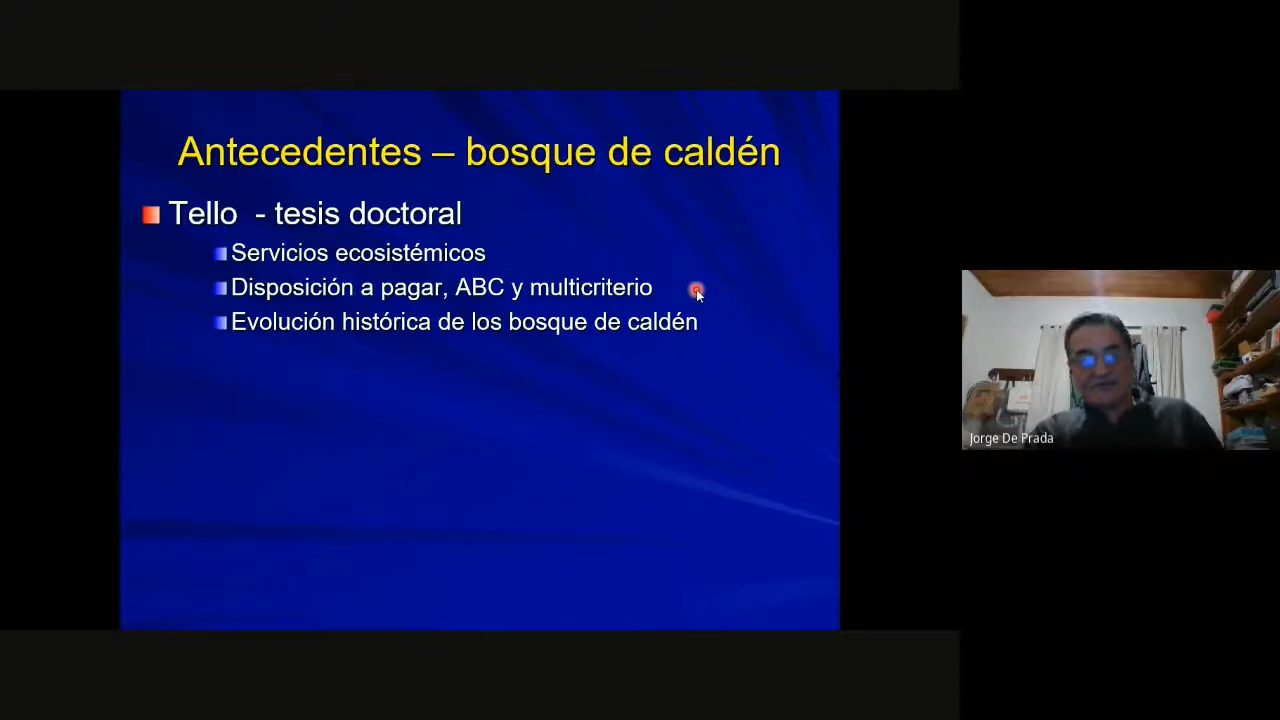 Antecedentes – bosque de caldén
Tello - tesis doctoral
Servicios ecosistémicos
Disposición a pagar, ABC y multicriterio
Evolución histórica de los bosque de caldén
Jorge De Prada